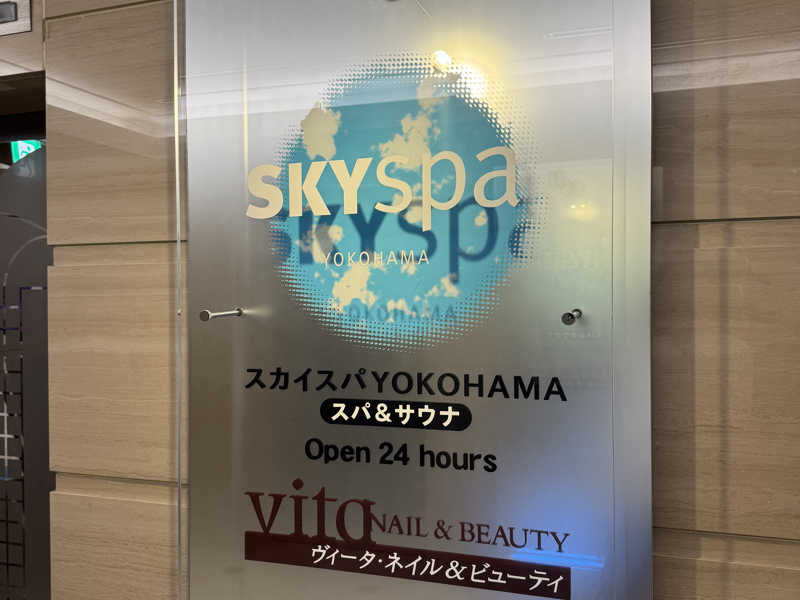 SKYspa
YOKOHAMA
スカイスパYOKOHAMA
スパ&サウナ
Open 24 hours
vita NAIL & BEAUTY
ヴィータ・ネイル&ビューティ